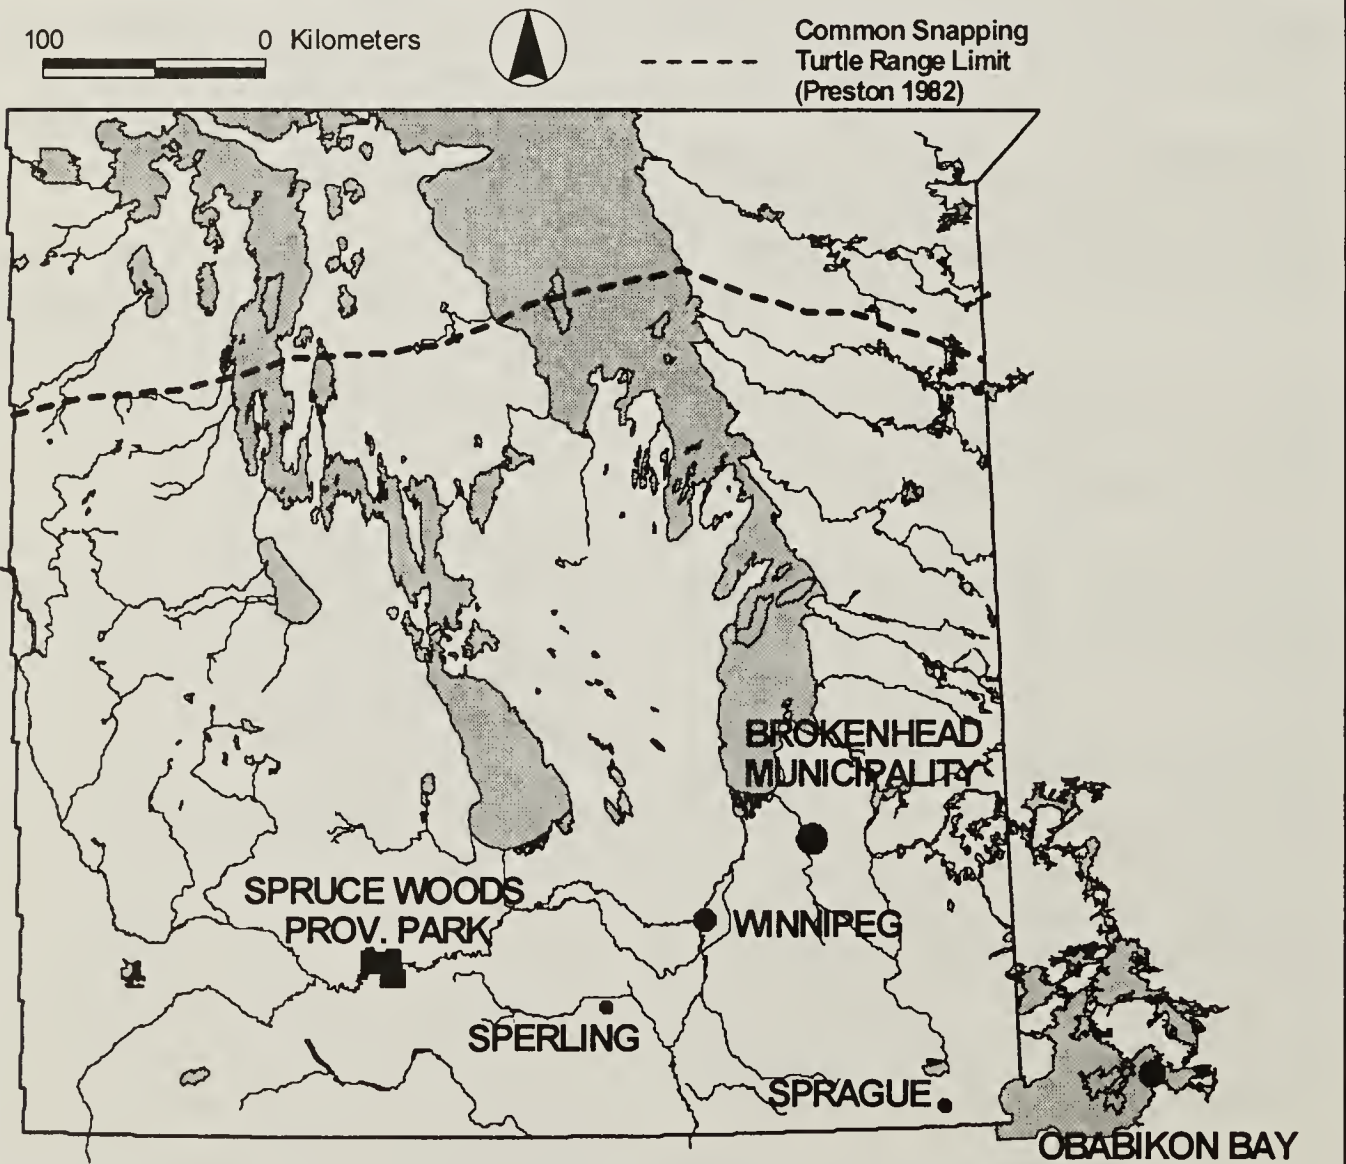 100 0 Kilometers
Common Snapping
Turtle Range Limit
(Preston 1982)
BROKENHEAD
MUNICIPALITY
SPRUCE WOODS
PROV. PARK
WINNIPEG
SPERLING
SPRAGUE
OBABIKON BAY